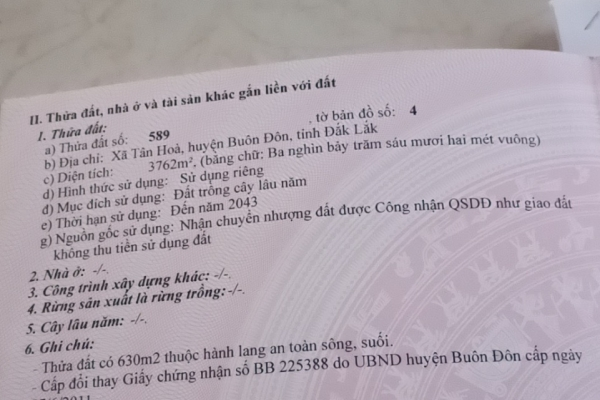 II. Thửa đất, nhà ở và tài sản khác gắn liền với đất
1. Thửa đất:
a) Thửa đất số: 589 , tờ bản đồ số: 4
b) Địa chỉ: Xã Tân Hoà, huyện Buôn Đôn, tỉnh Đắk Lắk
c) Diện tích: 3762m², (bằng chữ: Ba nghìn bảy trăm sáu mươi hai mét vuông)
d) Hình thức sử dụng: Sử dụng riêng
đ) Mục đích sử dụng: Đất trồng cây lâu năm
e) Thời hạn sử dụng: Đến năm 2043
g) Nguồn gốc sử dụng: Nhận chuyển nhượng đất được Công nhận QSDĐ như giao đất
không thu tiền sử dụng đất
2. Nhà ở: -/-.
3. Công trình xây dựng khác: -/-.
4. Rừng sản xuất là rừng trồng: -/-.
5. Cây lâu năm: -/-.
6. Ghi chú:
- Thửa đất có 630m2 thuộc hành lang an toàn sông, suối.
- Cấp đổi thay Giấy chứng nhận số BB 225388 do UBND huyện Buôn Đôn cấp ngày